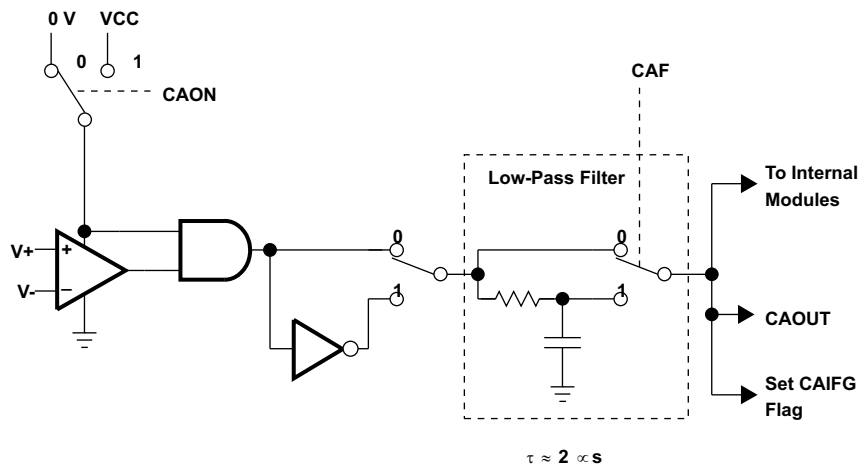 0 V VCC
0 1
CAON
CAF
Low-Pass Filter
To Internal
Modules
V+
+
V-
−
0
1
0
1
CAOUT
Set CAIFG
Flag
τ ≈ 2 ∝s